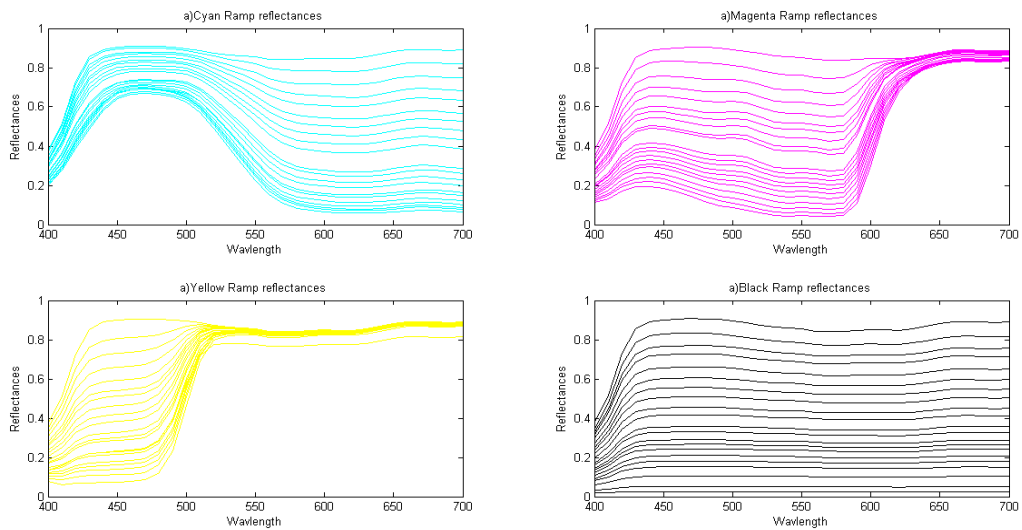 a)Cyan Ramp reflectances
1
0.8
0.6
0.4
0.2
0
Reflectances
400 450 500 550 600 650 700
Wavlength
a)Magenta Ramp reflectances
1
0.8
0.6
0.4
0.2
0
Reflectances
400 450 500 550 600 650 700
Wavlength
a)Yellow Ramp reflectances
1
0.8
0.6
0.4
0.2
0
Reflectances
400 450 500 550 600 650 700
Wavlength
a)Black Ramp reflectances
1
0.8
0.6
0.4
0.2
0
Reflectances
400 450 500 550 600 650 700
Wavlength